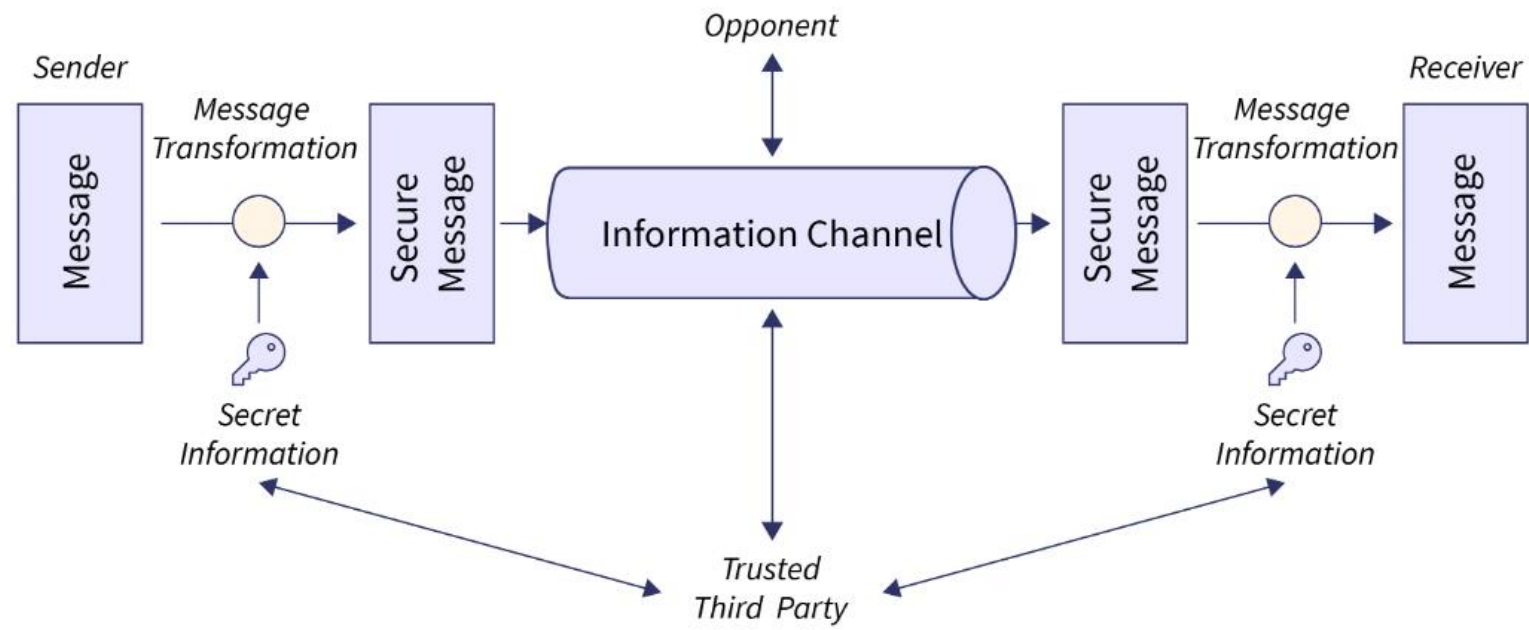 Opponent
Sender
Receiver
Message
Transformation
Message
Transformation
Message
Secure
Message
Information Channel
Secure
Message
Message
Secret
Information
Secret
Information
Trusted
Third Party